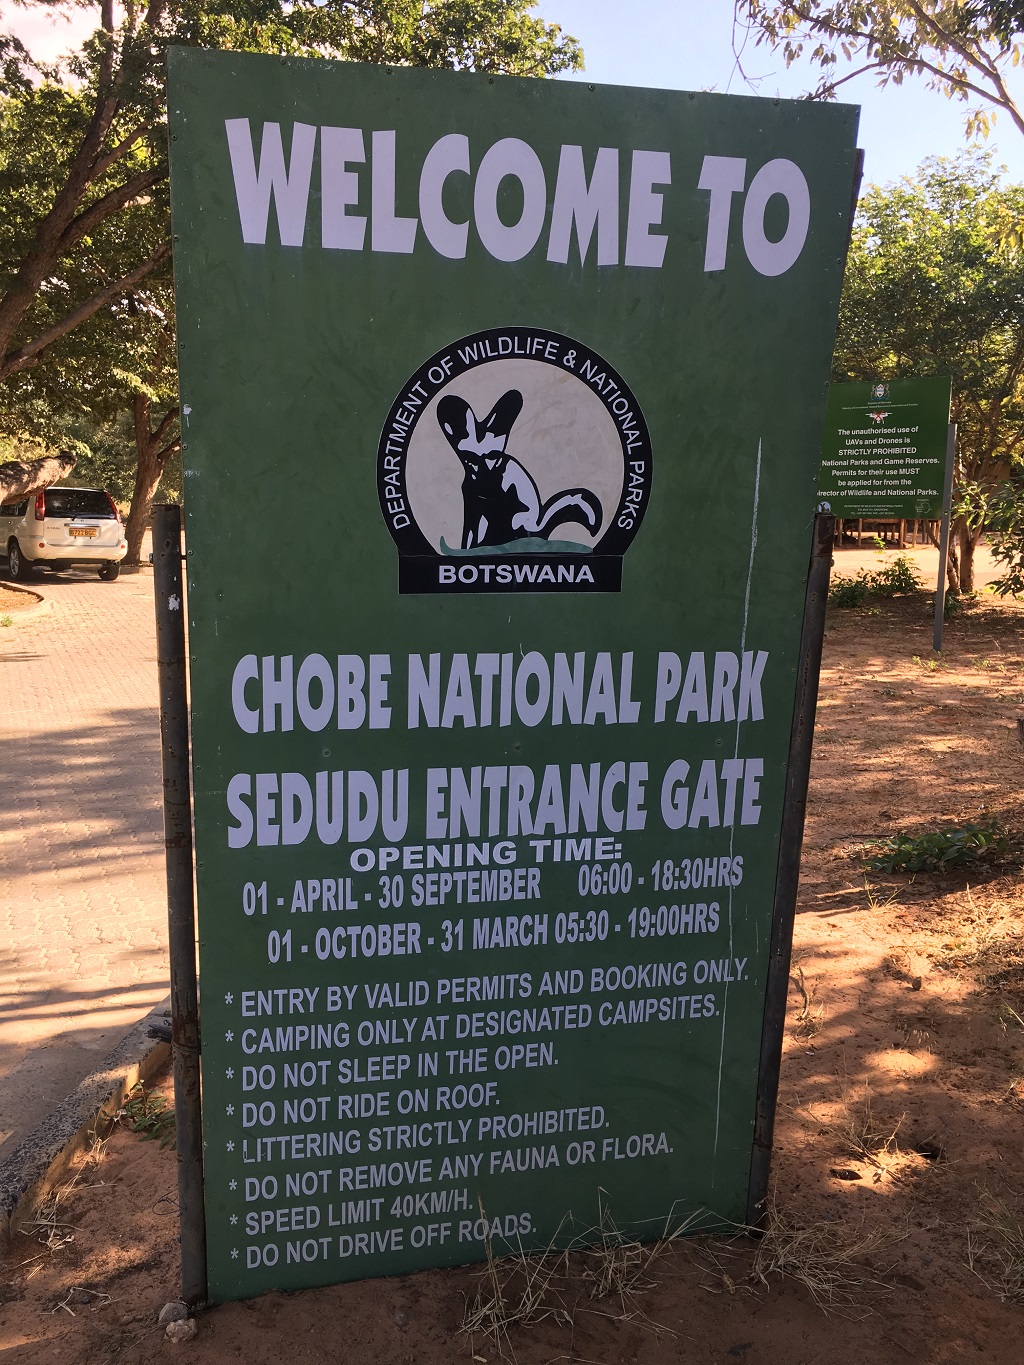 WELCOME TO
DEPARTMENT OF WILDLIFE & NATIONAL PARKS
BOTSWANA
CHOBE NATIONAL PARK
SEDUDU ENTRANCE GATE
OPENING TIME:
01 - APRIL - 30 SEPTEMBER 06:00 - 18:30HRS
01 - OCTOBER - 31 MARCH 05:30 - 19:00HRS
* ENTRY BY VALID PERMITS AND BOOKING ONLY.
* CAMPING ONLY AT DESIGNATED CAMPSITES.
* DO NOT SLEEP IN THE OPEN.
* DO NOT RIDE ON ROOF.
* LITTERING STRICTLY PROHIBITED.
* DO NOT REMOVE ANY FAUNA OR FLORA.
* SPEED LIMIT 40KM/H.
* DO NOT DRIVE OFF ROADS.
The unauthorised use of
UAVs and Drones is
STRICTLY PROHIBITED
National Parks and Game Reserves.
Permits for their use MUST
be applied for from the
irector of Wildlife and National Parks.